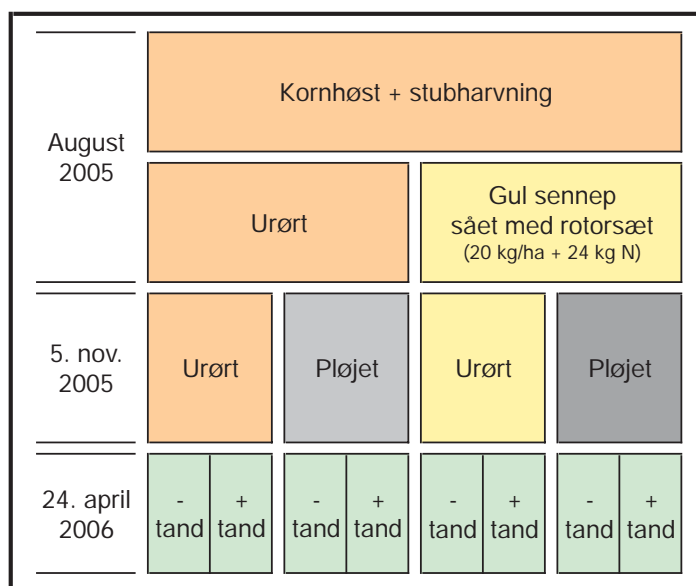 August
2005
Kornhøst + stubharvning
Urørt
Gul sennep
sået med rotorsæt
(20 kg/ha + 24 kg N)
5. nov.
2005
Urørt
Pløjet
Urørt
Pløjet
24. april
2006
-
tand
+
tand
-
tand
+
tand
-
tand
+
tand
-
tand
+
tand